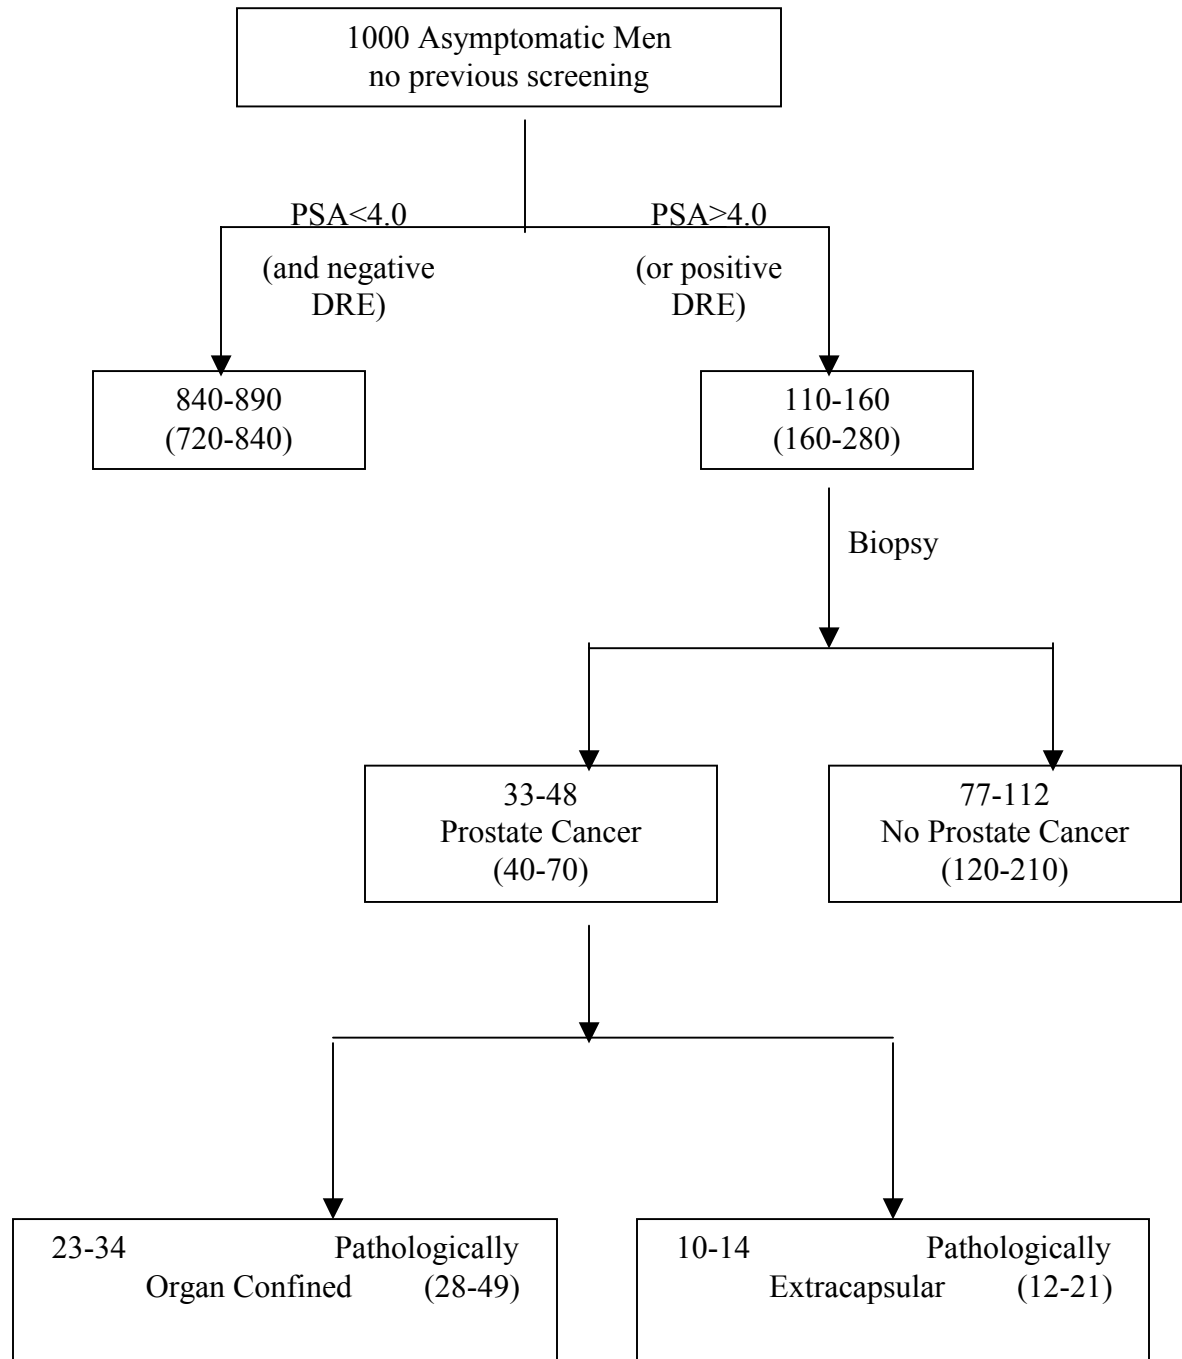 1000 Asymptomatic Men
no previous screening
PSA<4.0
(and negative
DRE)
PSA>4.0
(or positive
DRE)
840-890
(720-840)
110-160
(160-280)
Biopsy
33-48
Prostate Cancer
(40-70)
77-112
No Prostate Cancer
(120-210)
23-34 Pathologically
Organ Confined (28-49)
10-14 Pathologically
Extracapsular (12-21)